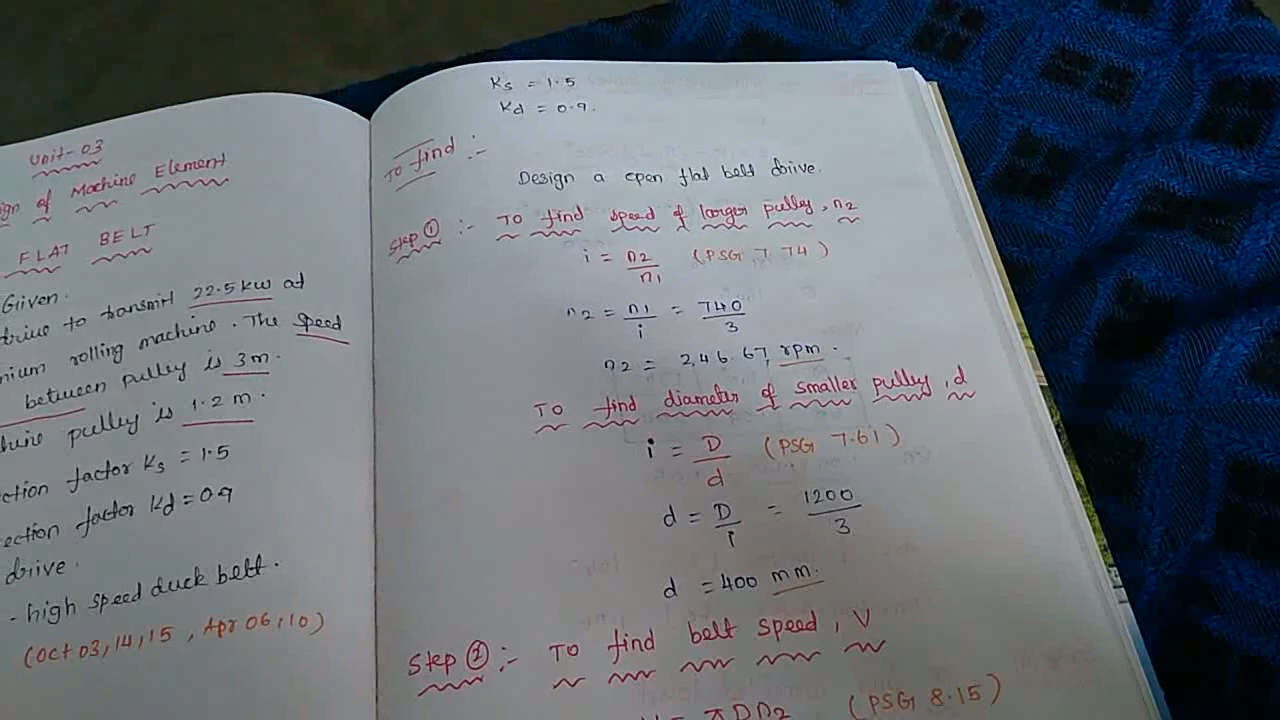 Unit-03
ign of Machine Element
FLAT BELT
Given.
drive to transmit 22.5 kw at
nium rolling machine. The speed
between pulley is 3m.
hine pulley is 1.2 m.
ction factor Ks = 1.5
ection factor Kd = 0.9
drive.
- high speed duck belt.
(Oct 03, 14, 15 , Apr 06, 10)
Ks = 1.5
Kd = 0.9.
To find :-
Design a open flat belt drive.
Step ① :- To find speed of larger pulley, n2
i = n2/n1 (PSG 7.74)
n2 = n1/i = 740/3
n2 = 246.67 rpm.
To find diameter of smaller pulley, d
i = D/d (PSG 7.61)
d = D/i = 1200/3
d = 400 mm.
Step ② :- To find belt speed, V
πDn2 (PSG 8.15)